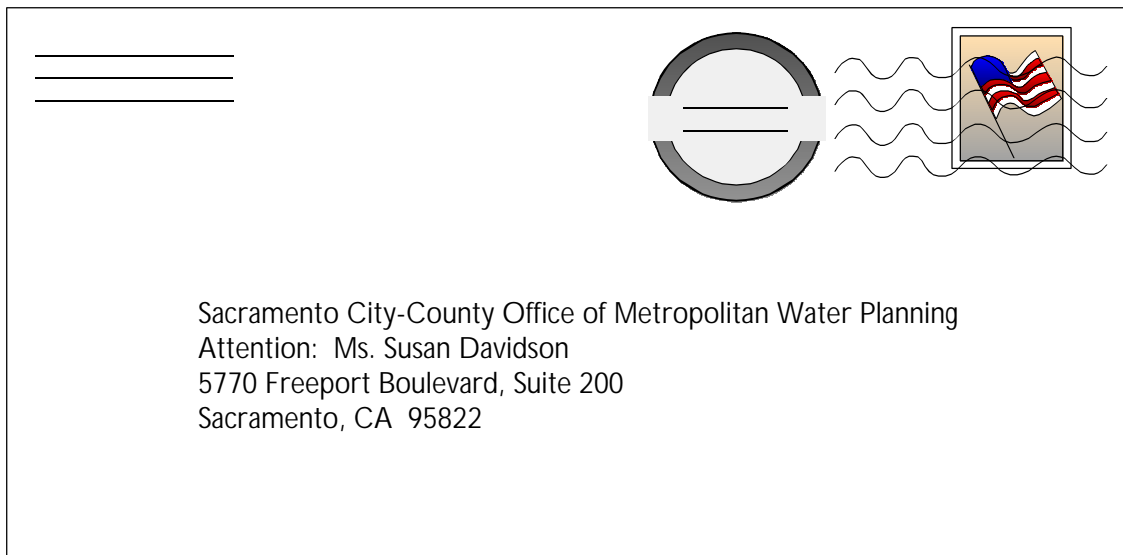 Sacramento City-County Office of Metropolitan Water Planning
Attention:  Ms. Susan Davidson
5770 Freeport Boulevard, Suite 200
Sacramento, CA  95822